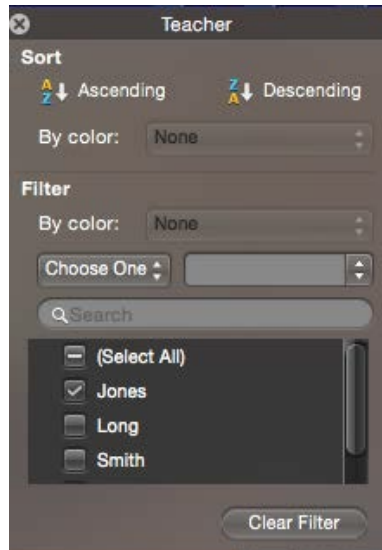 Teacher
Sort
A Z Ascending Z A Descending
By color: None
Filter
By color: None
Choose One
Search
(Select All)
Jones
Long
Smith
Clear Filter